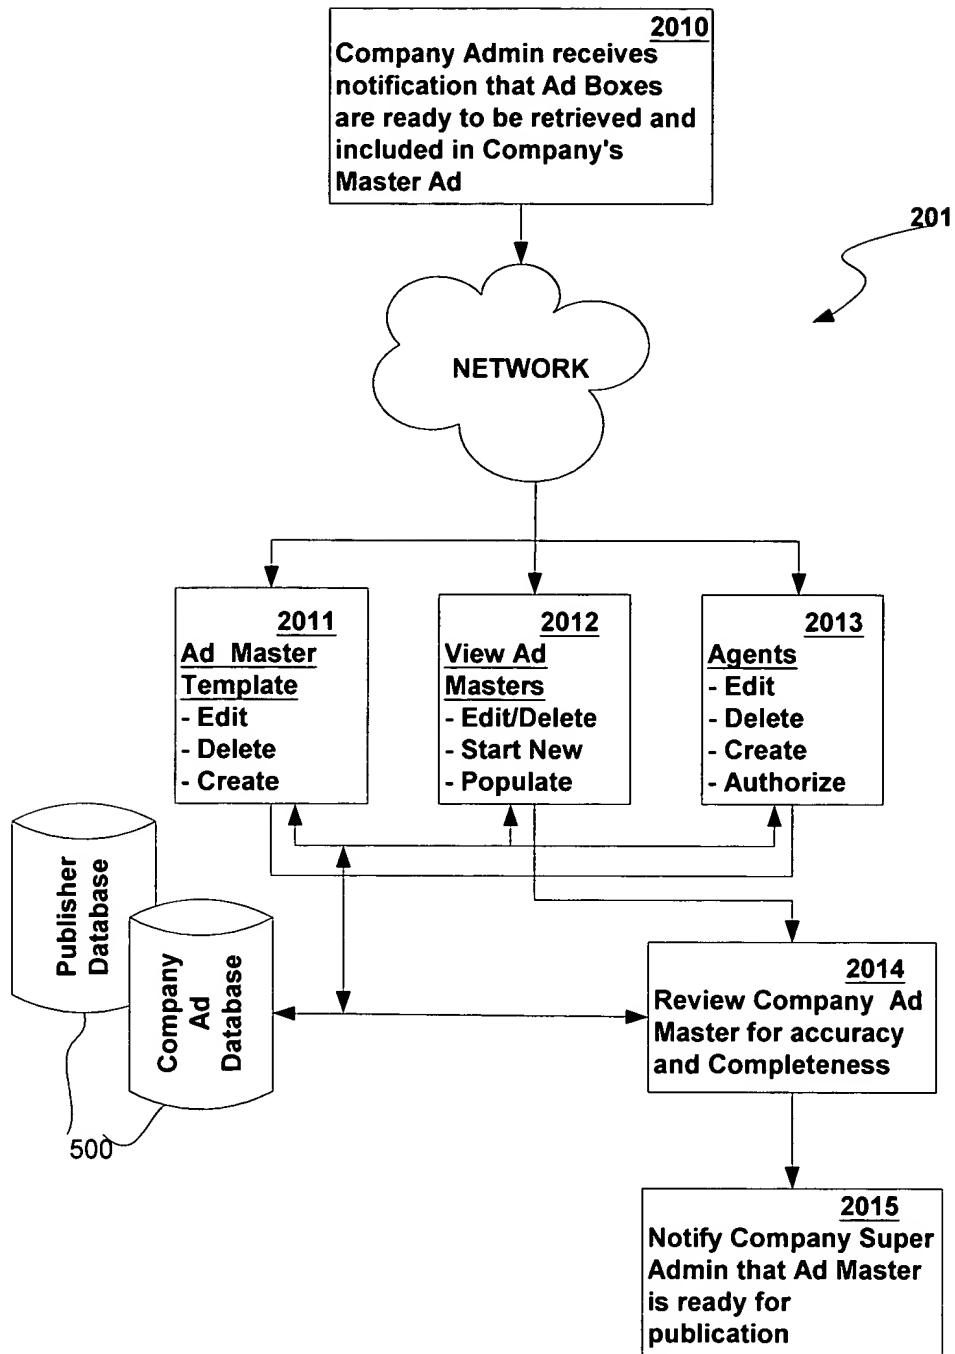 2010
Company Admin receives
notification that Ad Boxes
are ready to be retrieved and
included in Company's
Master Ad
201
NETWORK
2011
Ad Master
Template
- Edit
- Delete
- Create
2012
View Ad
Masters
- Edit/Delete
- Start New
- Populate
2013
Agents
- Edit
- Delete
- Create
- Authorize
Publisher
Database
Company
Ad
Database
500
2014
Review Company Ad
Master for accuracy
and Completeness
2015
Notify Company Super
Admin that Ad Master
is ready for
publication